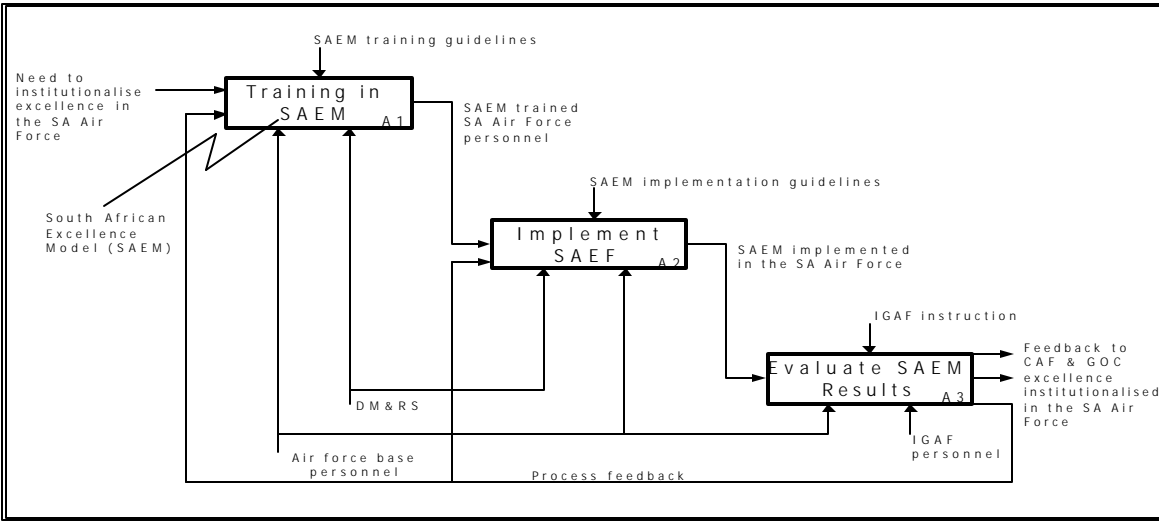 SAEM training guidelines
Need to
institutionalise
excellence in
the SA Air
Force
Training in
SAEM
A1
SAEM trained
SA Air Force
personnel
South African
Excellence
Model (SAEM)
SAEM implementation guidelines
Implement
SAEF
A2
SAEM implemented
in the SA Air Force
IGAF instruction
Evaluate SAEM
Results
A3
Feedback to
CAF & GOC
excellence
institutionalised
in the SA Air
Force
DM&RS
IGAF
personnel
Air force base
personnel
Process feedback